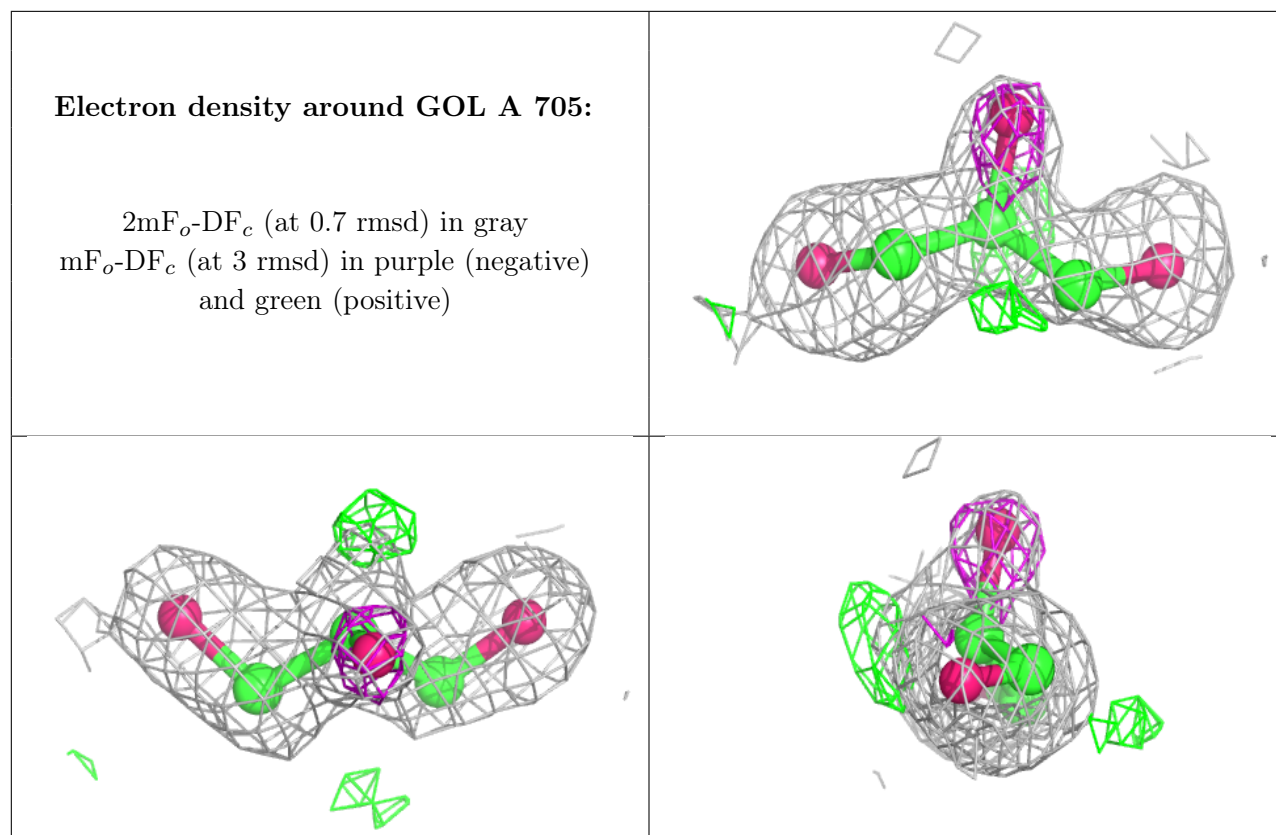 Electron density around GOL A 705:
2mFₒ-DF𝒸 (at 0.7 rmsd) in gray
mFₒ-DF𝒸 (at 3 rmsd) in purple (negative)
and green (positive)